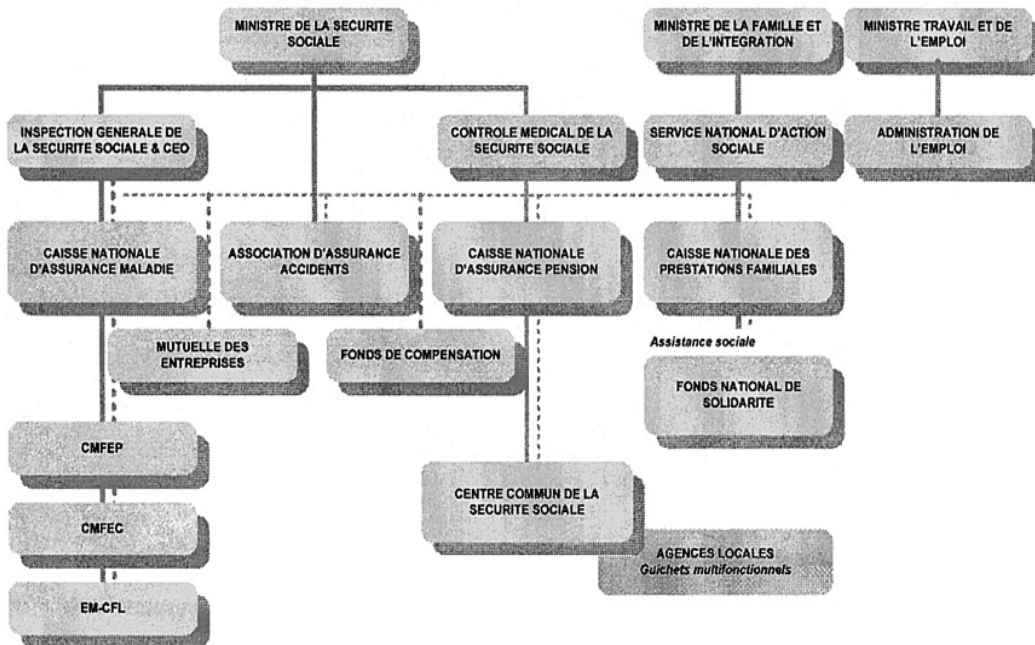 MINISTRE DE LA SECURITE
SOCIALE
MINISTRE DE LA FAMILLE ET
DE L'INTEGRATION
MINISTRE TRAVAIL ET DE
L'EMPLOI
INSPECTION GENERALE DE
LA SECURITE SOCIALE & CEO
CONTROLE MEDICAL DE LA
SECURITE SOCIALE
SERVICE NATIONAL D'ACTION
SOCIALE
ADMINISTRATION DE
L'EMPLOI
CAISSE NATIONALE
D'ASSURANCE MALADIE
ASSOCIATION D'ASSURANCE
ACCIDENTS
CAISSE NATIONALE
D'ASSURANCE PENSION
CAISSE NATIONALE DES
PRESTATIONS FAMILIALES
MUTUELLE DES
ENTREPRISES
FONDS DE COMPENSATION
Assistance sociale
FONDS NATIONAL DE
SOLIDARITE
CMFEP
CENTRE COMMUN DE LA
SECURITE SOCIALE
CMFEC
AGENCES LOCALES
Guichets multifonctionnels
EM-CFL